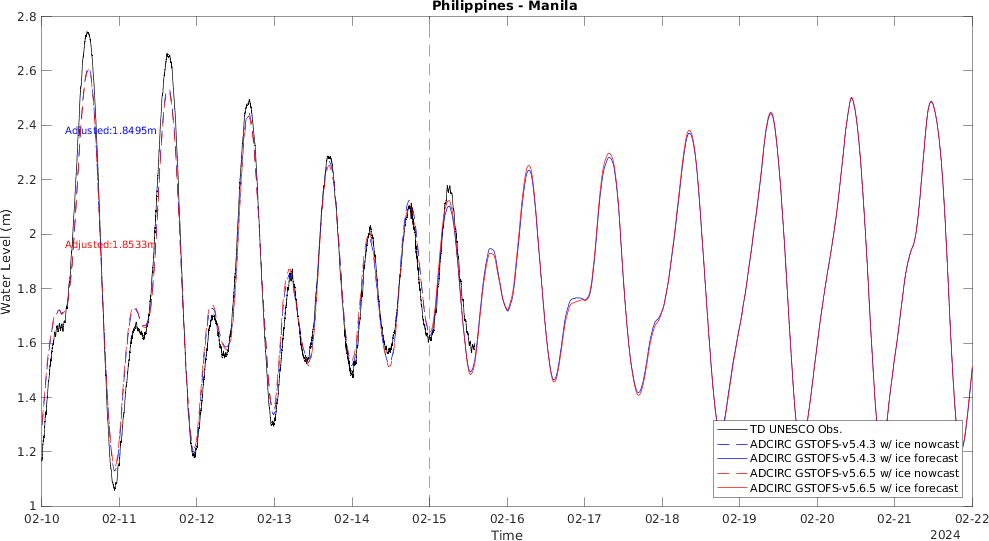 Philippines - Manila
2.8
2.6
2.4
2.2
2
1.8
1.6
1.4
1.2
1
Water Level (m)
Adjusted:1.8495m
Adjusted:1.8533m
TD UNESCO Obs.
ADCIRC GSTOFS-v5.4.3 w/ ice nowcast
ADCIRC GSTOFS-v5.4.3 w/ ice forecast
ADCIRC GSTOFS-v5.6.5 w/ ice nowcast
ADCIRC GSTOFS-v5.6.5 w/ ice forecast
02-10 02-11 02-12 02-13 02-14 02-15 02-16 02-17 02-18 02-19 02-20 02-21 02-22
Time
2024